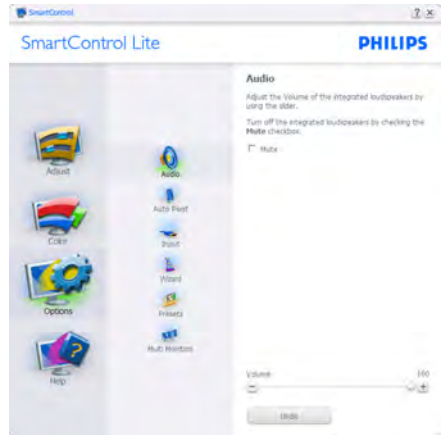 SmartControl
? ×
SmartControl Lite
PHILIPS
Adjust
Color
Options
Help
Audio
Auto Pivot
Input
Wizard
Presets
Multi Monitors
Audio
Adjust the Volume of the integrated loudspeakers by
using the slider.
Turn off the integrated loudspeakers by checking the
Mute checkbox.
Mute
Volume
100
Undo